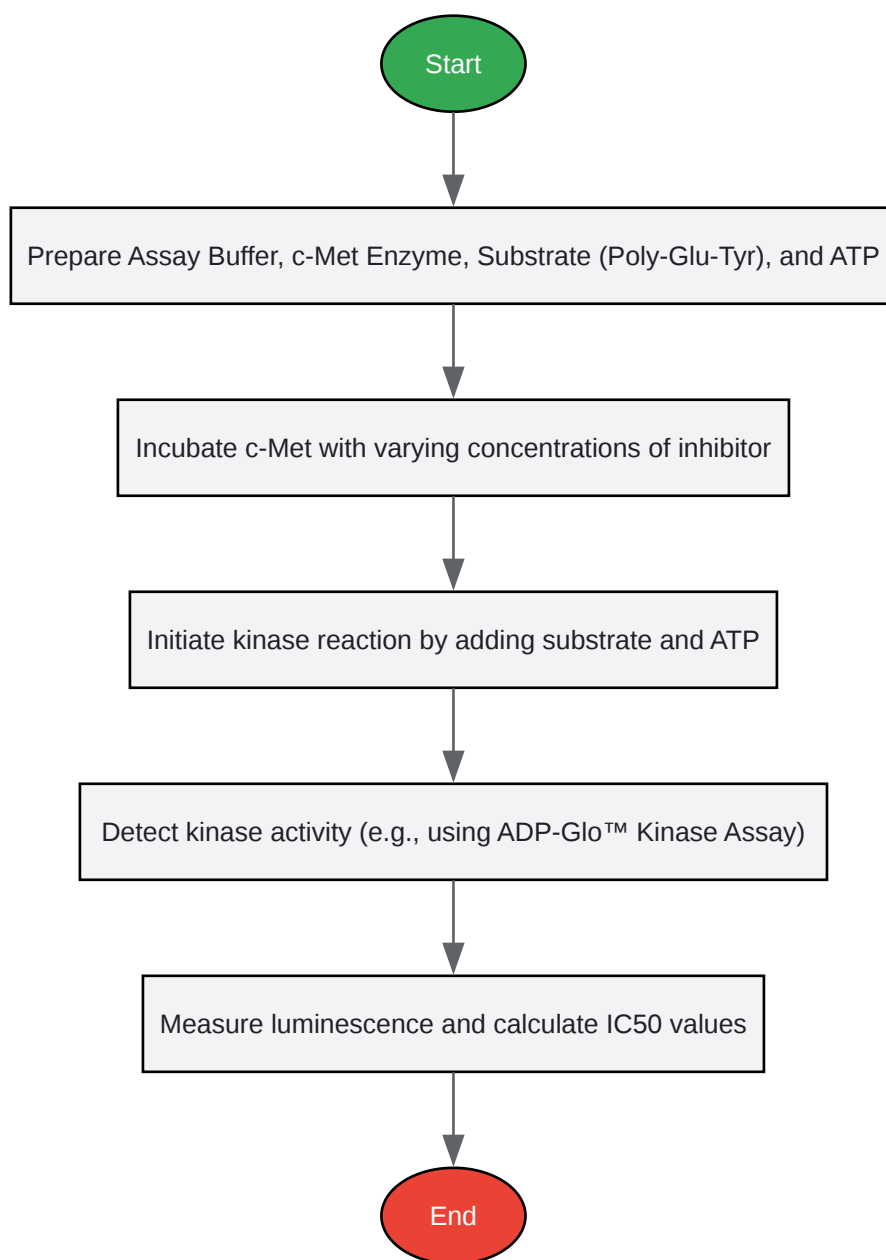 Start
Prepare Assay Buffer, c-Met Enzyme, Substrate (Poly-Glu-Tyr), and ATP
Incubate c-Met with varying concentrations of inhibitor
Initiate kinase reaction by adding substrate and ATP
Detect kinase activity (e.g., using ADP-Glo™ Kinase Assay)
Measure luminescence and calculate IC50 values
End